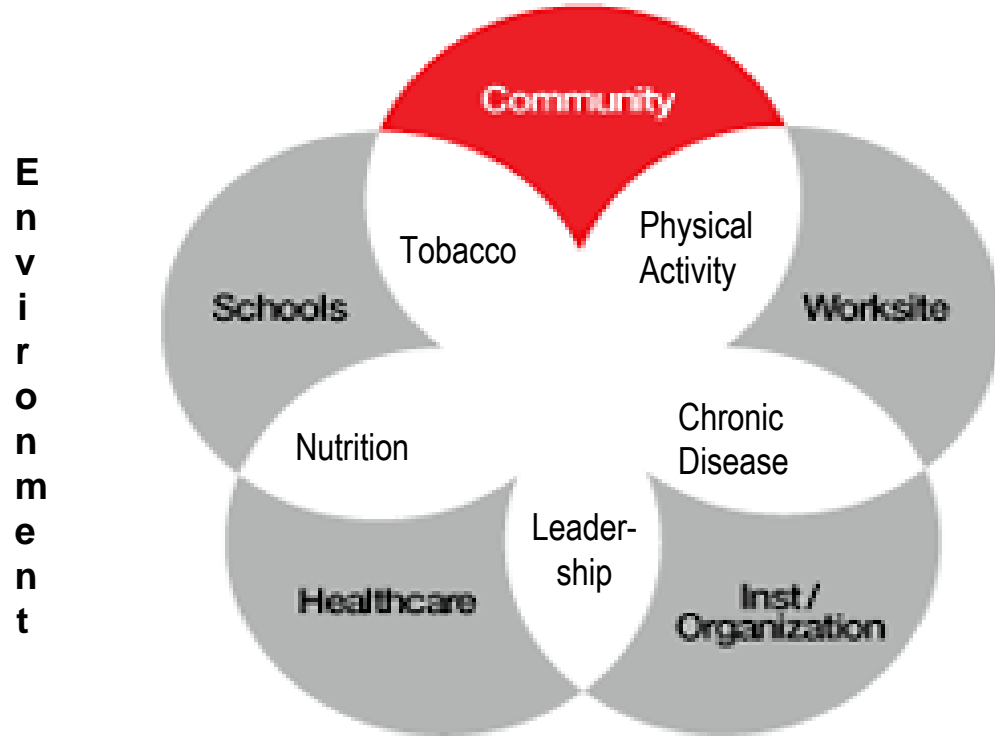 Environment
Community
Tobacco
Physical
Activity
Schools
Worksite
Nutrition
Chronic
Disease
Leader-
ship
Healthcare
Inst /
Organization